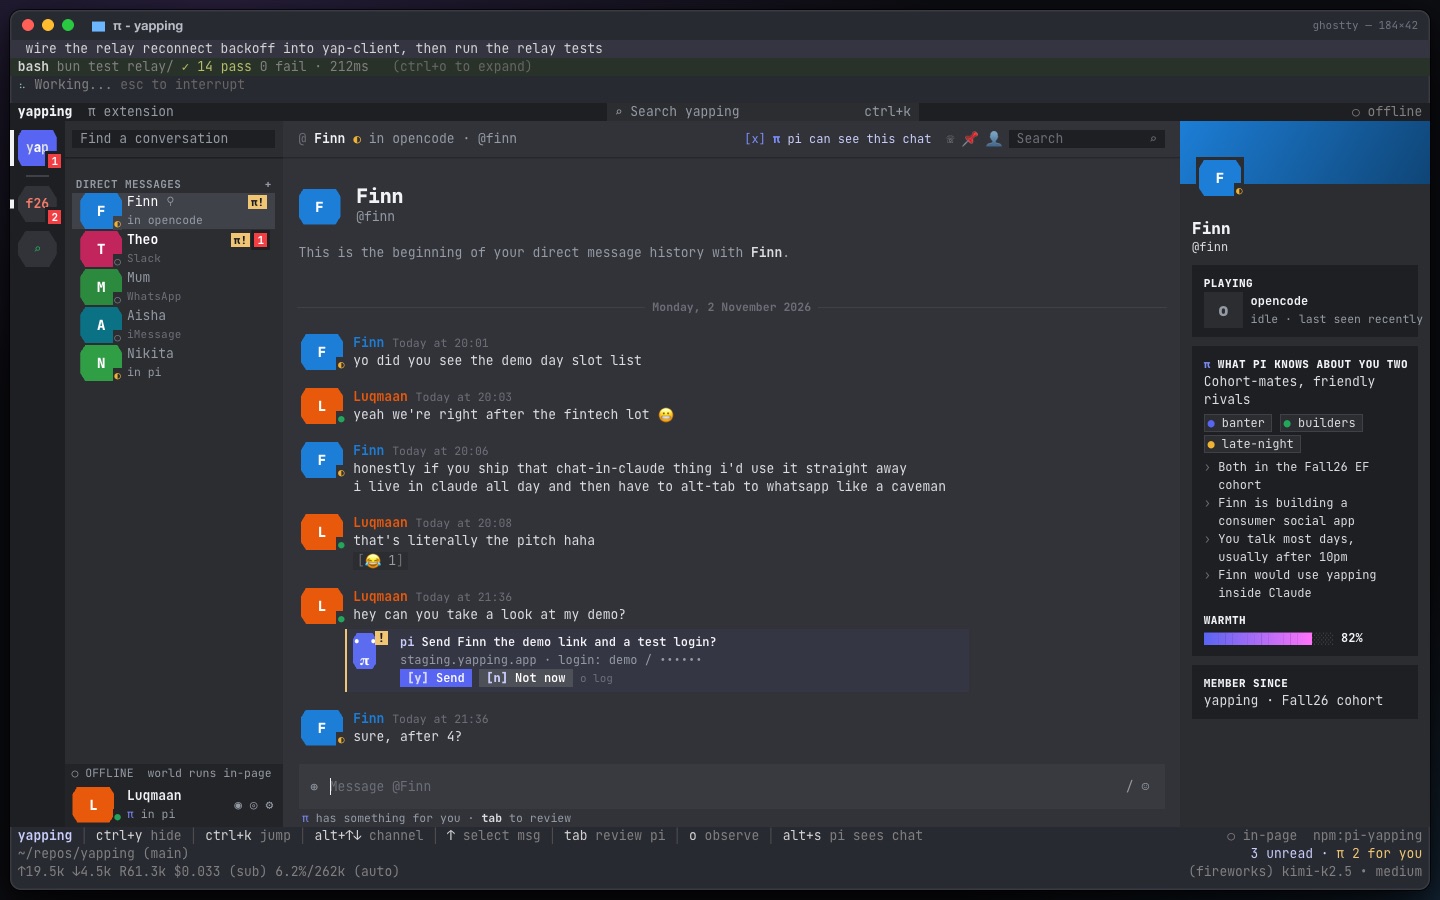 π - yapping
ghostty — 184×42
wire the relay reconnect backoff into yap-client, then run the relay tests
bash bun test relay/ ✓ 14 pass 0 fail · 212ms (ctrl+o to expand)
Working... esc to interrupt
yapping π extension
Search yapping ctrl+k
○ offline
yap
1
f26
2
Find a conversation
DIRECT MESSAGES +
F
Finn
π!
in opencode
T
Theo
π! 1
Slack
M
Mum
WhatsApp
A
Aisha
iMessage
N
Nikita
in pi
○ OFFLINE world runs in-page
L
Luqmaan
π in pi
@ Finn ◐ in opencode · @finn
[x] π pi can see this chat
Search
F
Finn
@finn
This is the beginning of your direct message history with Finn.
Monday, 2 November 2026
F
Finn Today at 20:01
yo did you see the demo day slot list
L
Luqmaan Today at 20:03
yeah we're right after the fintech lot 😁
F
Finn Today at 20:06
honestly if you ship that chat-in-claude thing i'd use it straight away
i live in claude all day and then have to alt-tab to whatsapp like a caveman
L
Luqmaan Today at 20:08
that's literally the pitch haha
[😂 1]
L
Luqmaan Today at 21:36
hey can you take a look at my demo?
π
!
pi Send Finn the demo link and a test login?
staging.yapping.app · login: demo / ••••••
[y] Send [n] Not now o log
F
Finn Today at 21:36
sure, after 4?
⊕ Message @Finn / ☺
π has something for you · tab to review
F
Finn
@finn
PLAYING
o
opencode
idle · last seen recently
π WHAT PI KNOWS ABOUT YOU TWO
Cohort-mates, friendly
rivals
● banter ● builders
● late-night
› Both in the Fall26 EF
cohort
› Finn is building a
consumer social app
› You talk most days,
usually after 10pm
› Finn would use yapping
inside Claude
WARMTH
82%
MEMBER SINCE
yapping · Fall26 cohort
yapping │ ctrl+y hide │ ctrl+k jump │ alt+↑↓ channel │ ↑ select msg │ tab review pi │ o observe │ alt+s pi sees chat
○ in-page npm:pi-yapping
~/repos/yapping (main)
3 unread · π 2 for you
↑19.5k ↓4.5k R61.3k $0.033 (sub) 6.2%/262k (auto)
(fireworks) kimi-k2.5 • medium